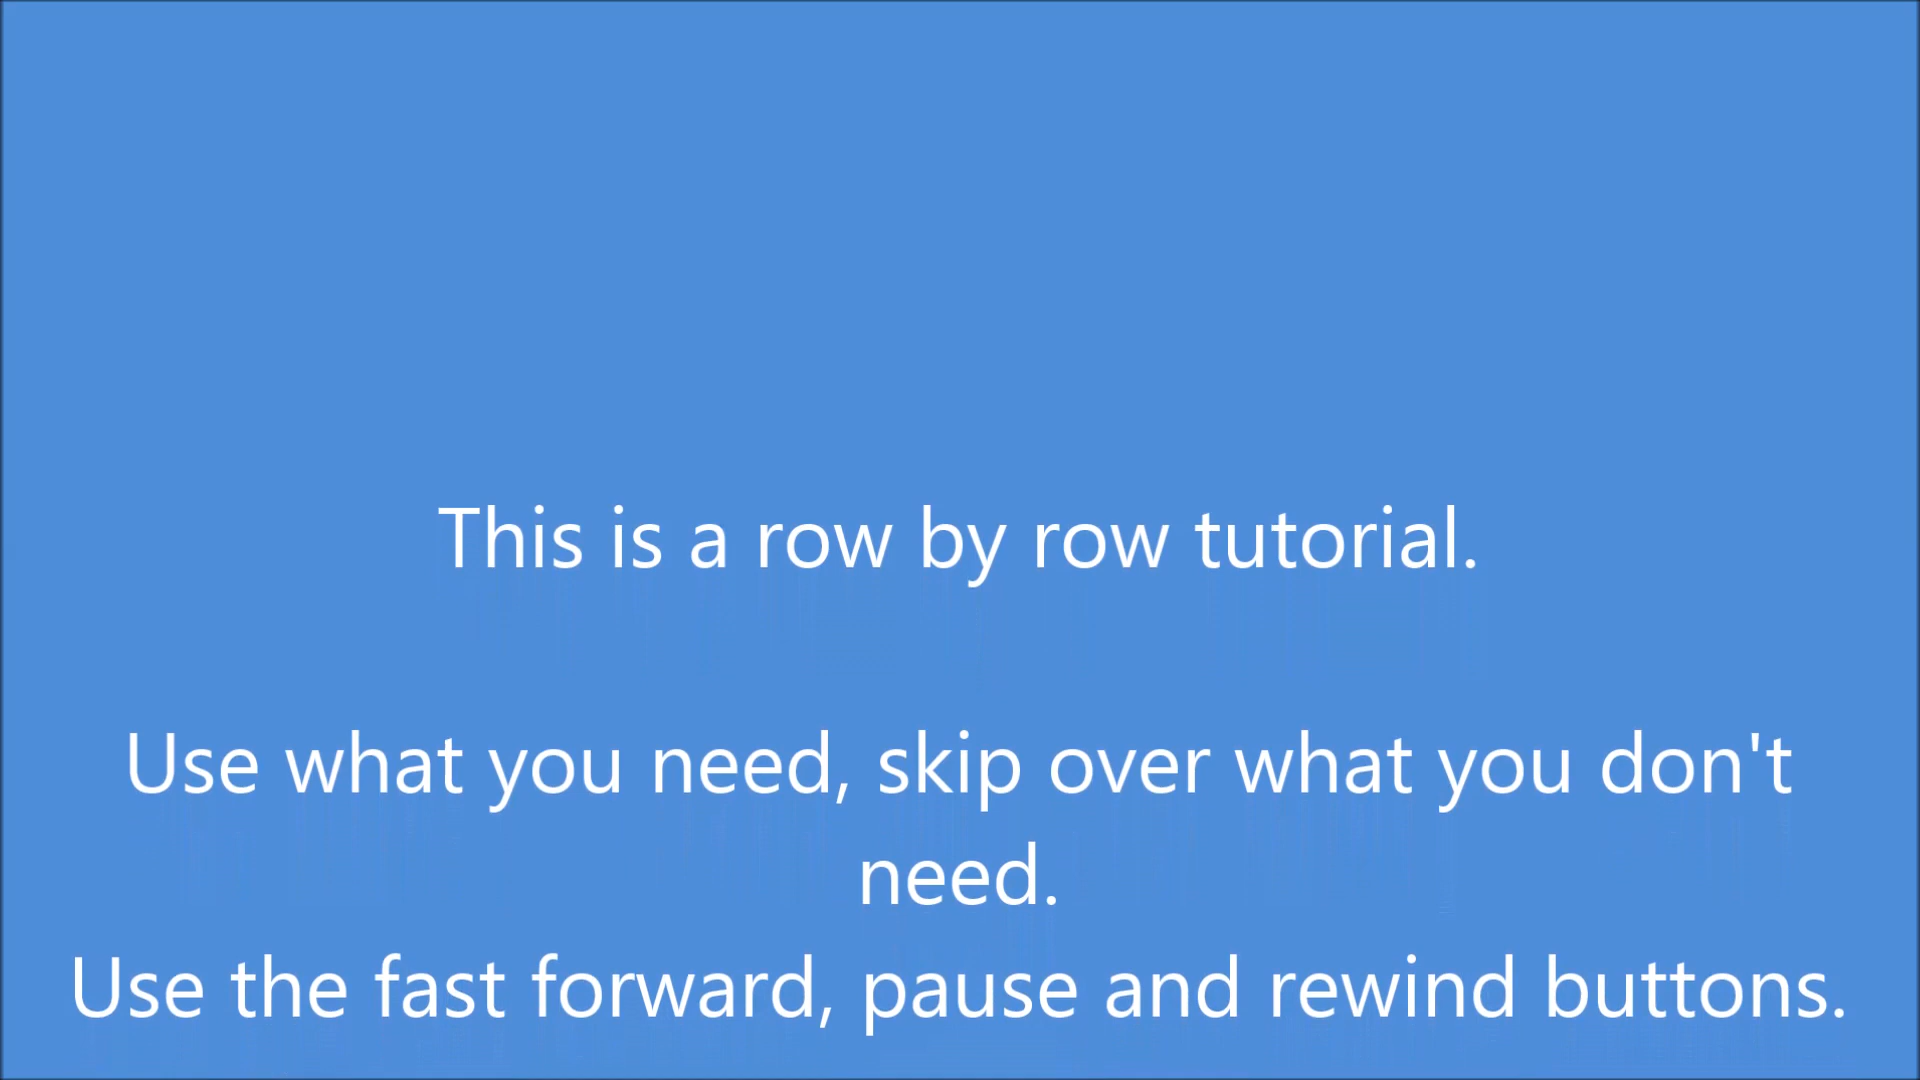 This is a row by row tutorial.
Use what you need, skip over what you don't
need.
Use the fast forward, pause and rewind buttons.